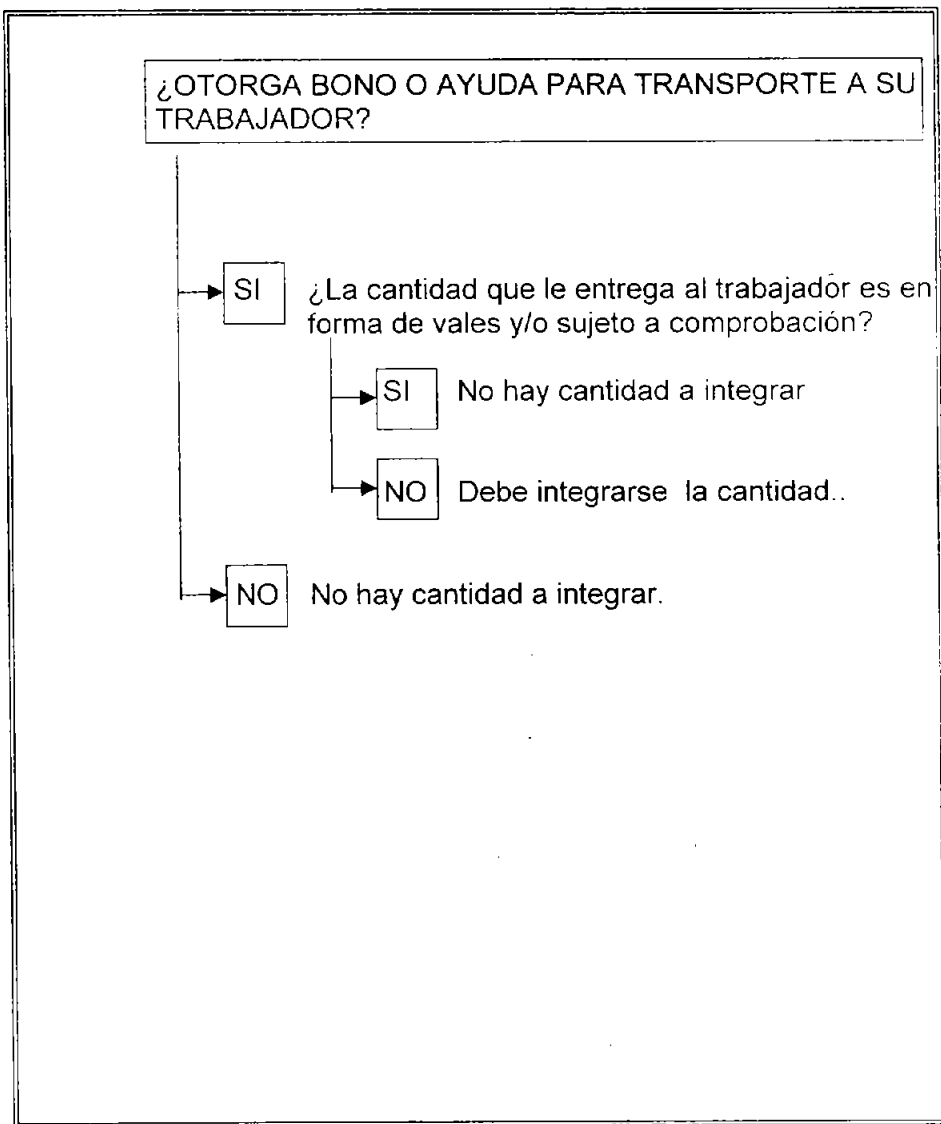 ¿OTORGA BONO O AYUDA PARA TRANSPORTE A SU
TRABAJADOR?
SI ¿La cantidad que le entrega al trabajador es en
forma de vales y/o sujeto a comprobación?
SI No hay cantidad a integrar
NO Debe integrarse la cantidad..
NO No hay cantidad a integrar.